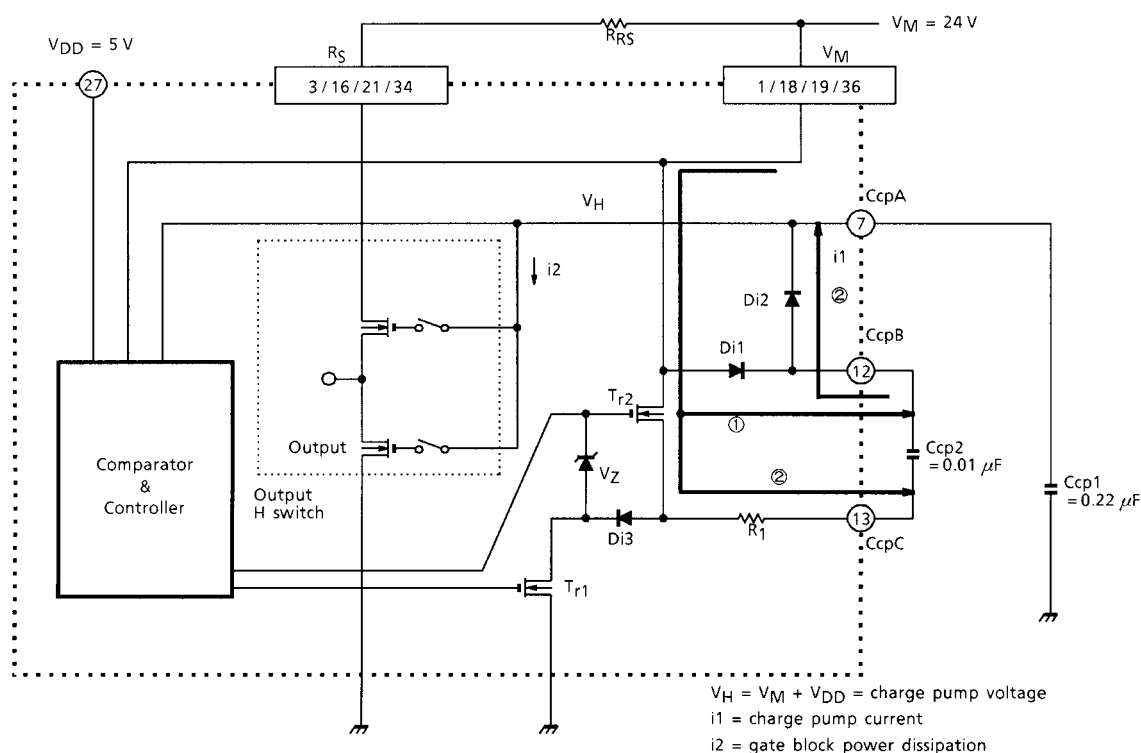 V_M = 24 V
R_RS
V_DD = 5 V
R_S
V_M
27
3 / 16 / 21 / 34
1 / 18 / 19 / 36
CcpA
V_H
7
i1
i2
②
Di2
CcpB
Di1
12
T_r2
①
Output
Ccp2
= 0.01 μF
Comparator
&
Controller
V_Z
②
Ccp1
= 0.22 μF
Output
H switch
Di3
R_1
13
CcpC
T_r1
V_H = V_M + V_DD = charge pump voltage
i1 = charge pump current
i2 = gate block power dissipation